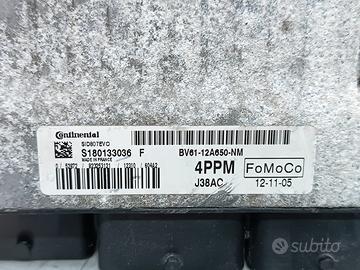 Continental
SID807EVO
S180133036 F
MADE IN FRANCE
BV61-12A650-NM
4PPM
J38AC
FoMoCo
12-11-05
subito